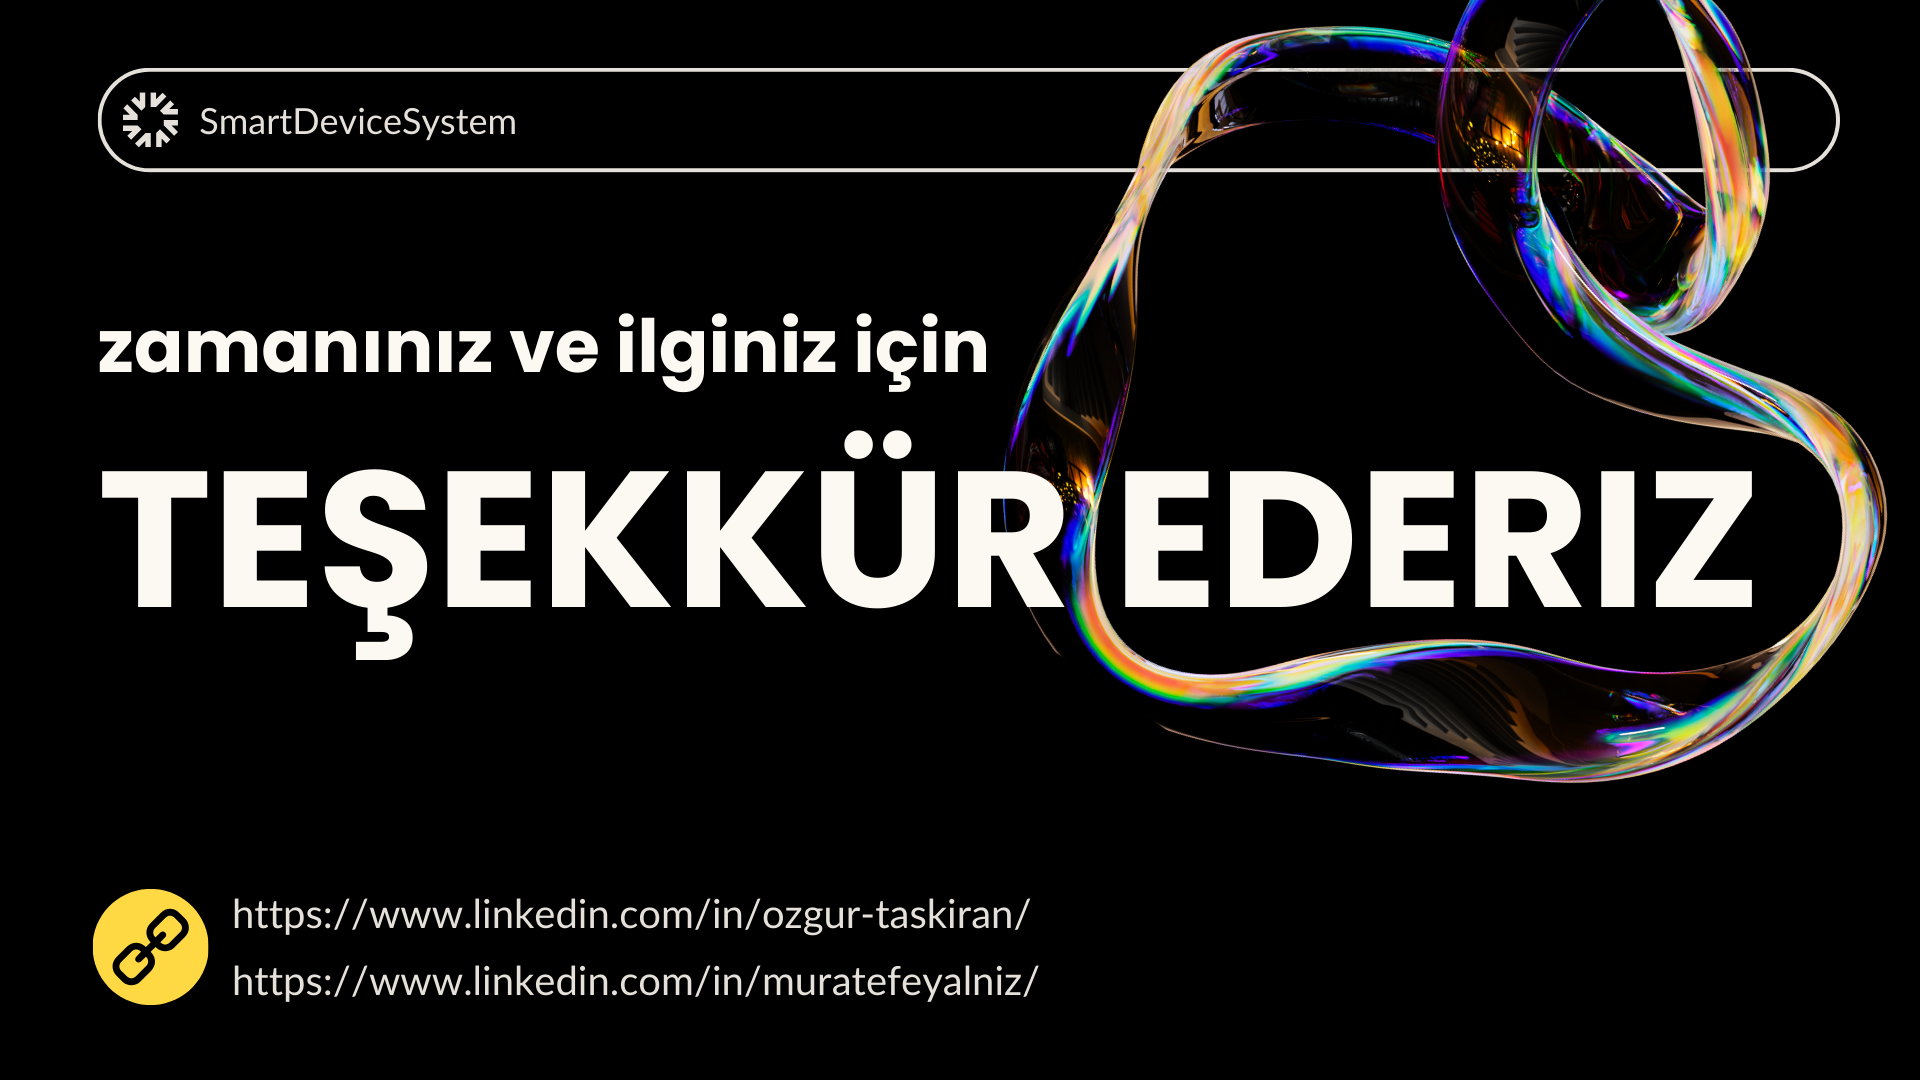 SmartDeviceSystem
zamanınız ve ilginiz için
TEŞEKKÜR EDERIZ
https://www.linkedin.com/in/ozgur-taskiran/
https://www.linkedin.com/in/muratefeyalniz/